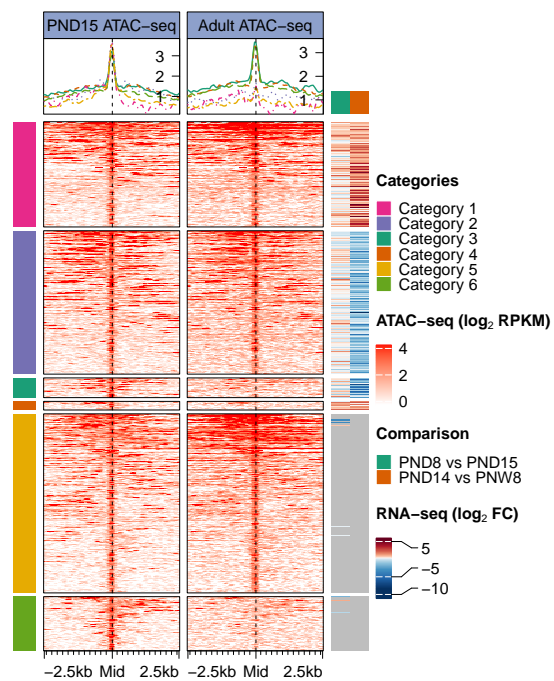 PND15 ATAC−seq
Adult ATAC−seq
3
2
1
3
2
1
Categories
Category 1
Category 2
Category 3
Category 4
Category 5
Category 6
ATAC−seq (log2 RPKM)
4
2
0
Comparison
PND8 vs PND15
PND14 vs PNW8
RNA−seq (log2 FC)
5
−5
−10
−2.5kb Mid 2.5kb
−2.5kb Mid 2.5kb